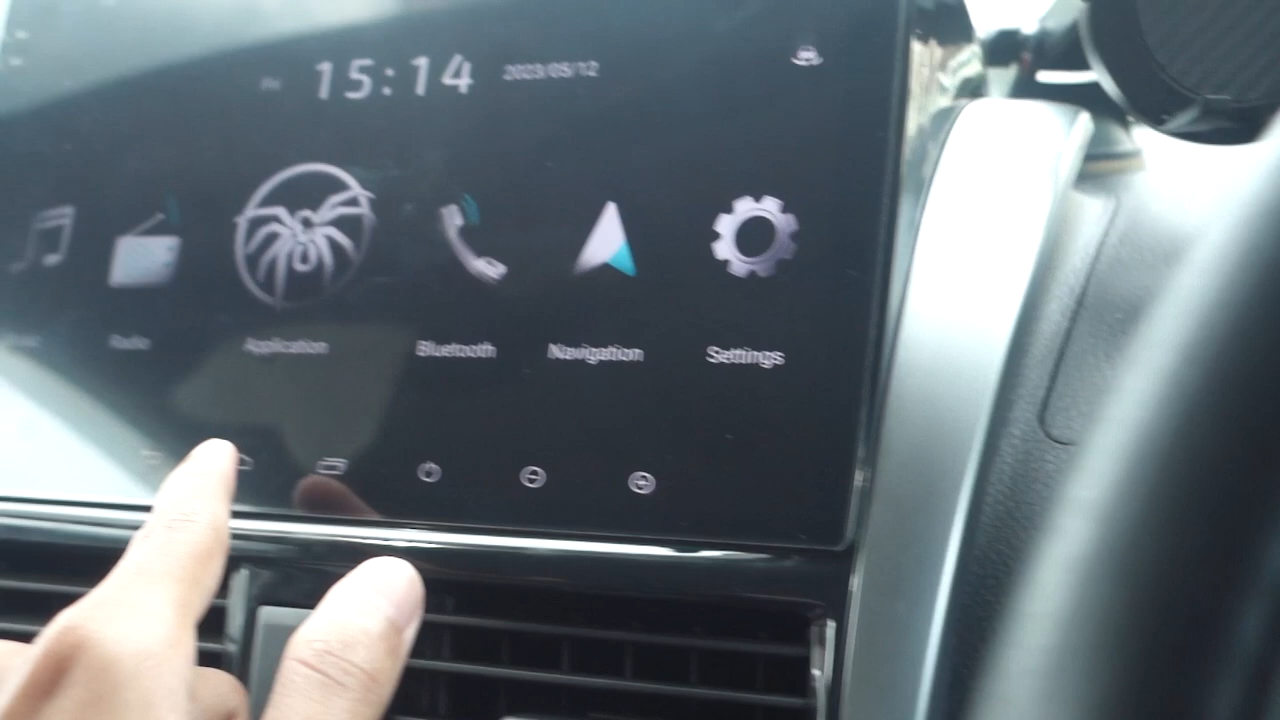 15:14
2023/05/12
Radio
Application
Bluetooth
Navigation
Settings